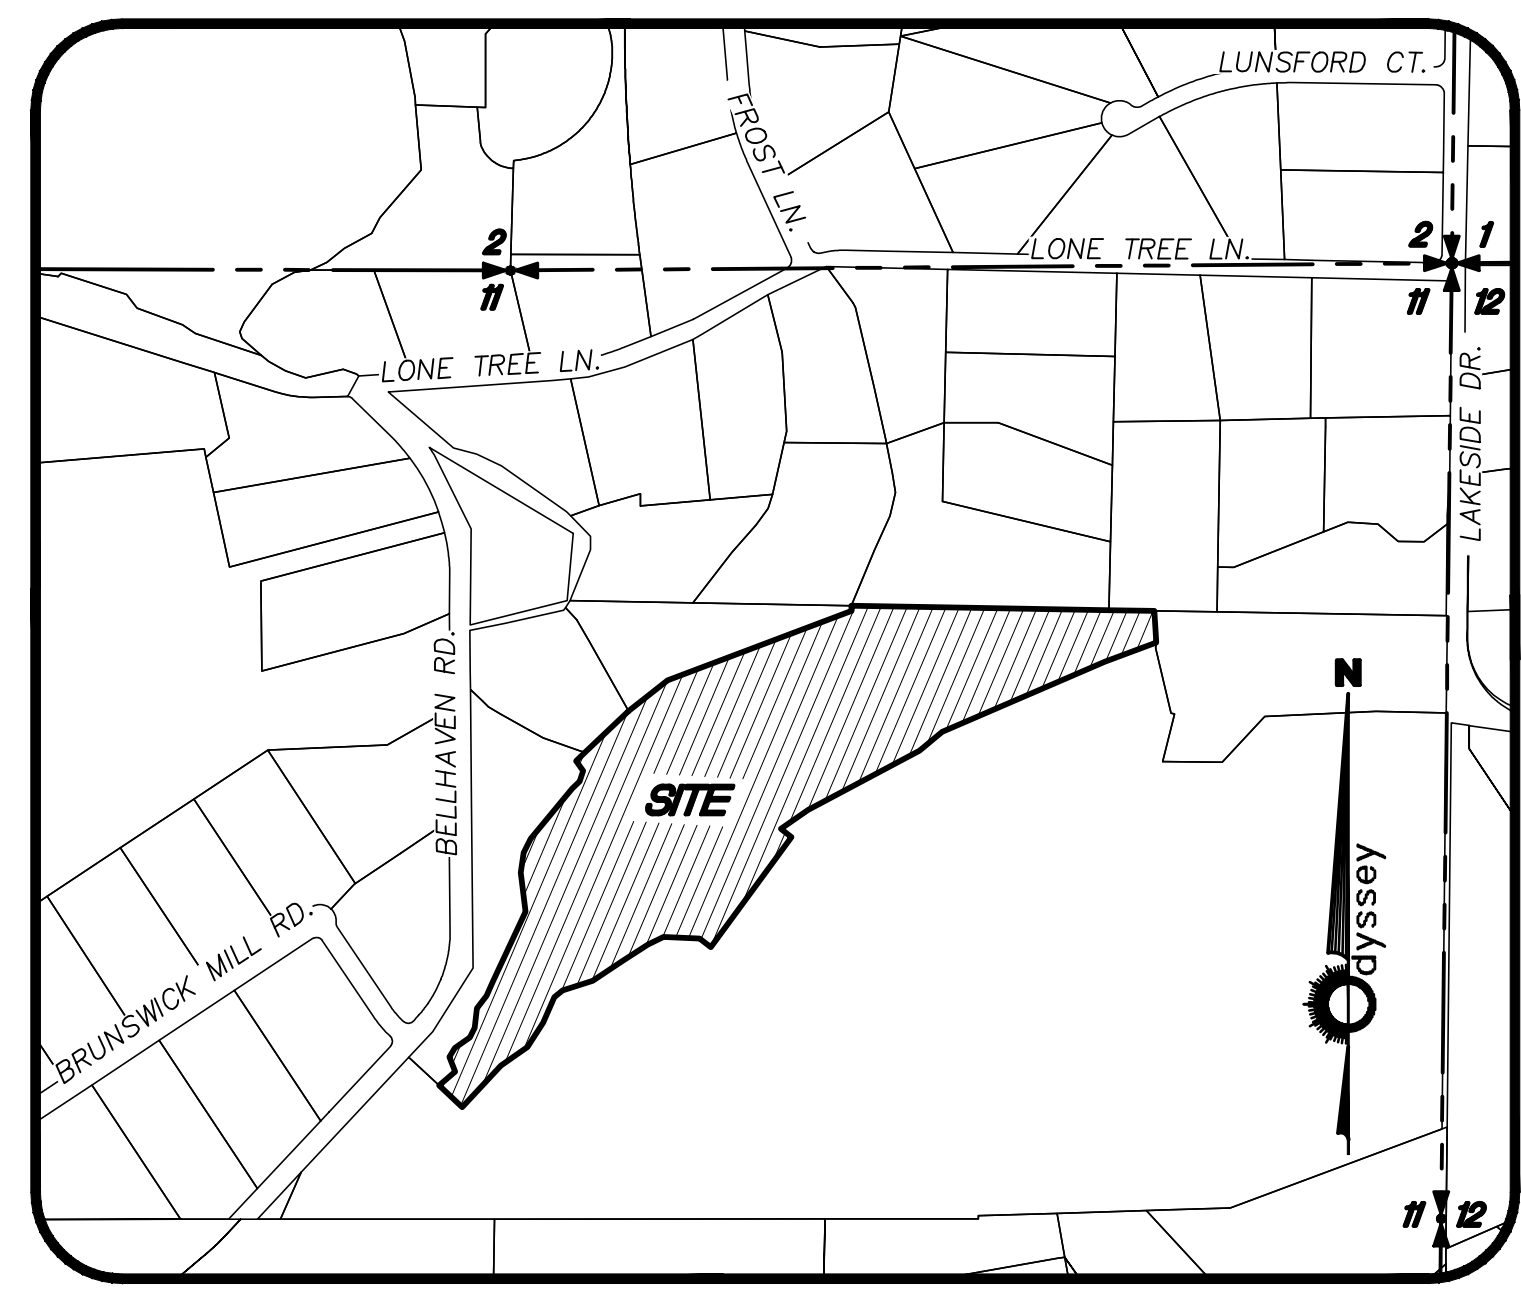 LUNSFORD CT.
FROST LN.
2
2
1
LONE TREE LN.
11
11
12
LONE TREE LN.
LAKESIDE DR.
BELLHAVEN RD.
N
SITE
dyssey
BRUNSWICK MILL RD.
11
12